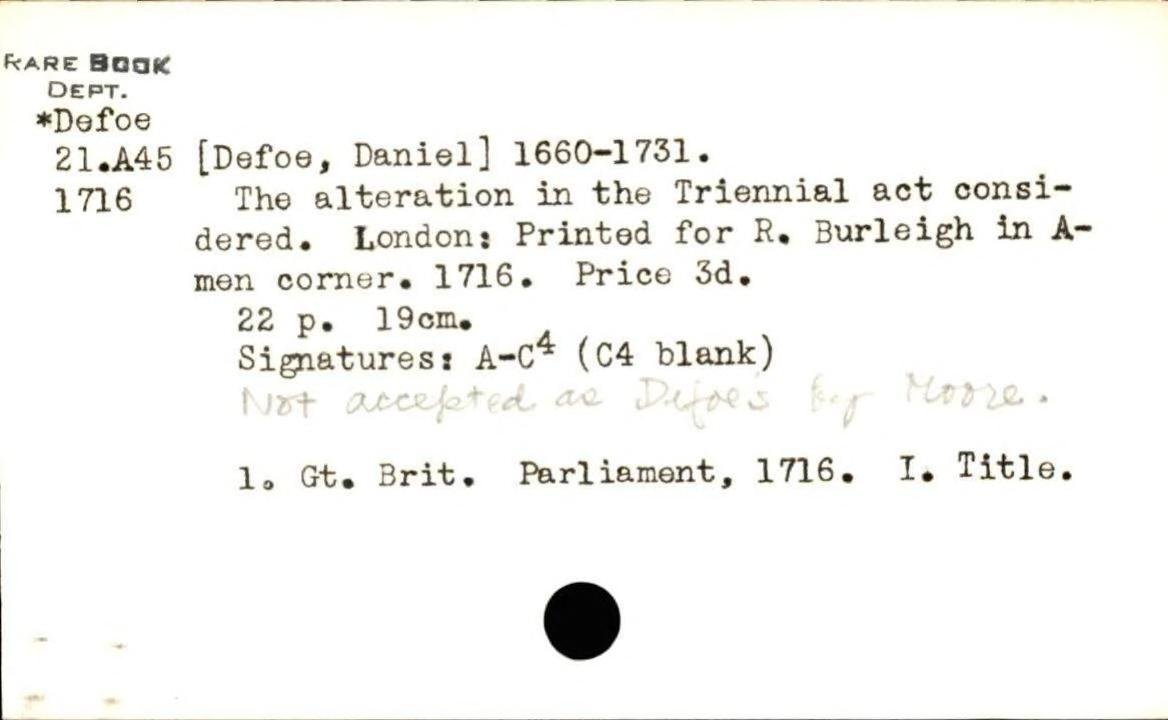 RARE BOOK
DEPT.
*Defoe
21.A45 [Defoe, Daniel] 1660-1731.
1716 The alteration in the Triennial act consi-
dered. London: Printed for R. Burleigh in A-
men corner. 1716. Price 3d.
22 p. 19cm.
Signatures: A-C⁴ (C4 blank)
Not accepted as Defoe's by Moore.
1. Gt. Brit. Parliament, 1716. I. Title.